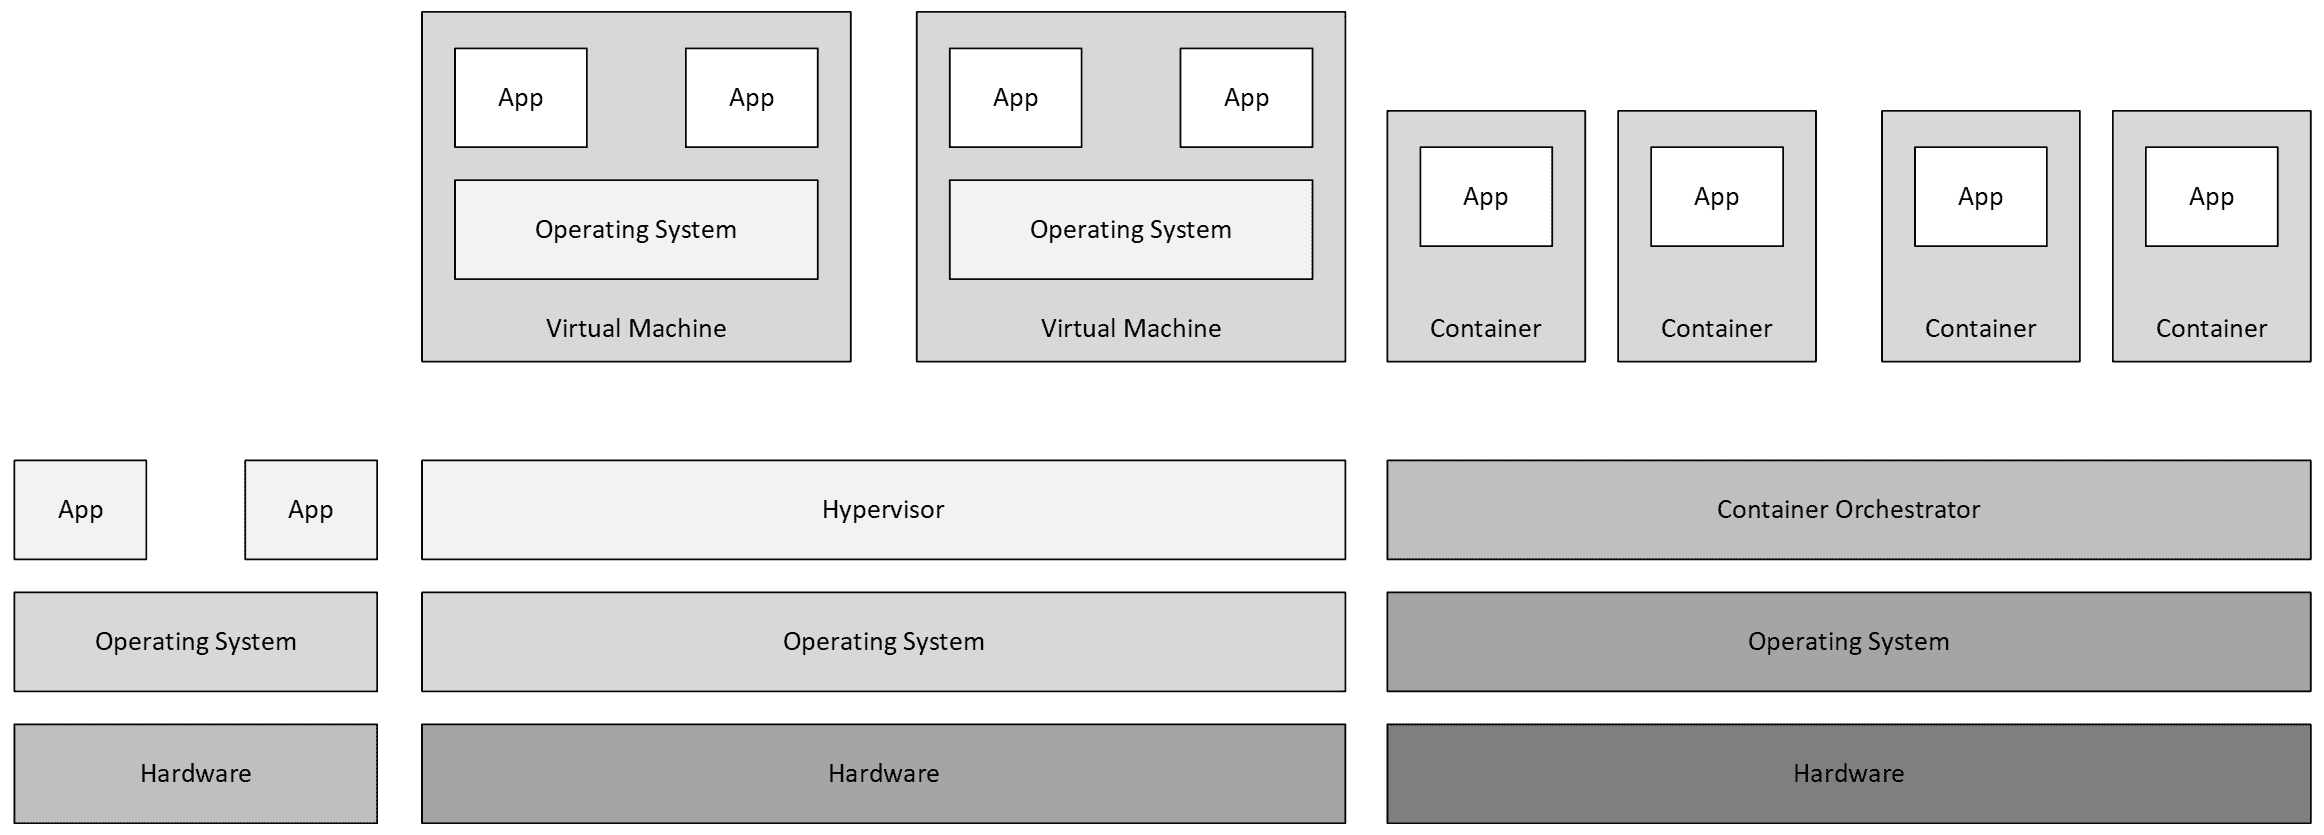 App
App
App
App
App
App
App
App
Operating System
Operating System
Virtual Machine
Virtual Machine
Container
Container
Container
Container
App
App
Hypervisor
Container Orchestrator
Operating System
Operating System
Operating System
Hardware
Hardware
Hardware